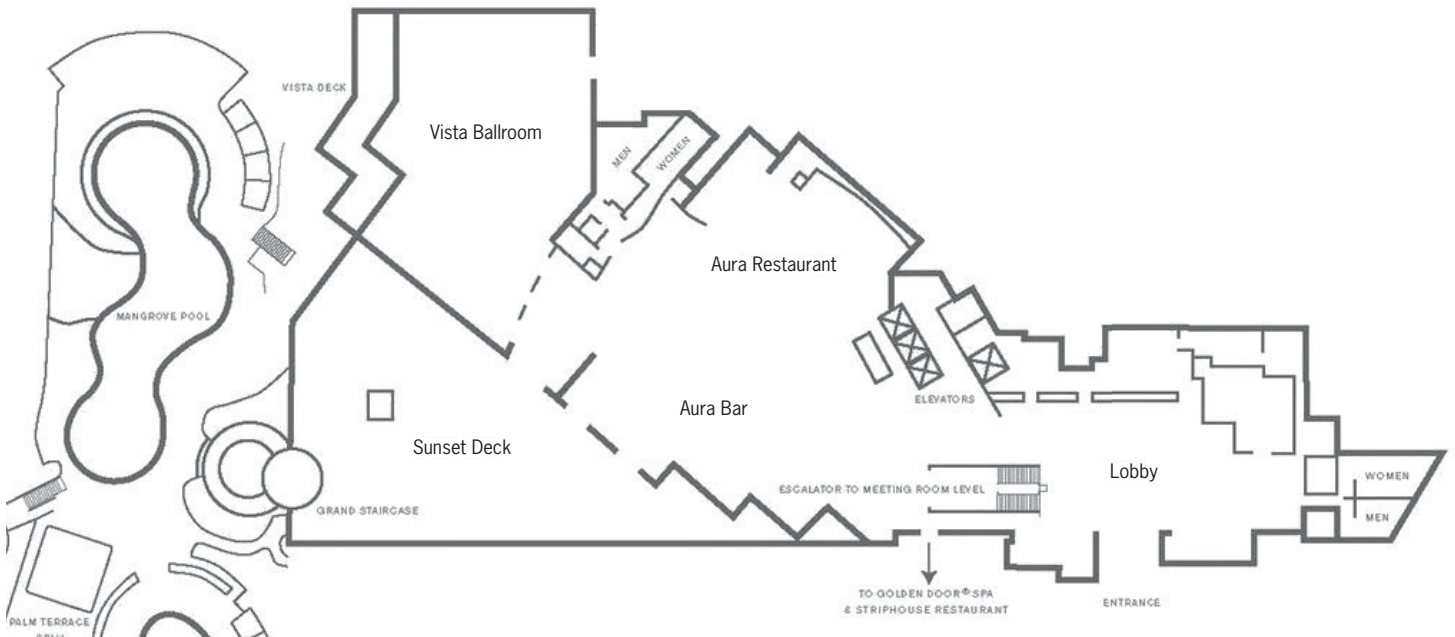 VISTA DECK
Vista Ballroom
MEN
WOMEN
Aura Restaurant
MANGROVE POOL
ELEVATORS
Aura Bar
Sunset Deck
Lobby
ESCALATOR TO MEETING ROOM LEVEL
WOMEN
MEN
GRAND STAIRCASE
TO GOLDEN DOOR® SPA
& STRIPHOUSE RESTAURANT
ENTRANCE
PALM TERRACE